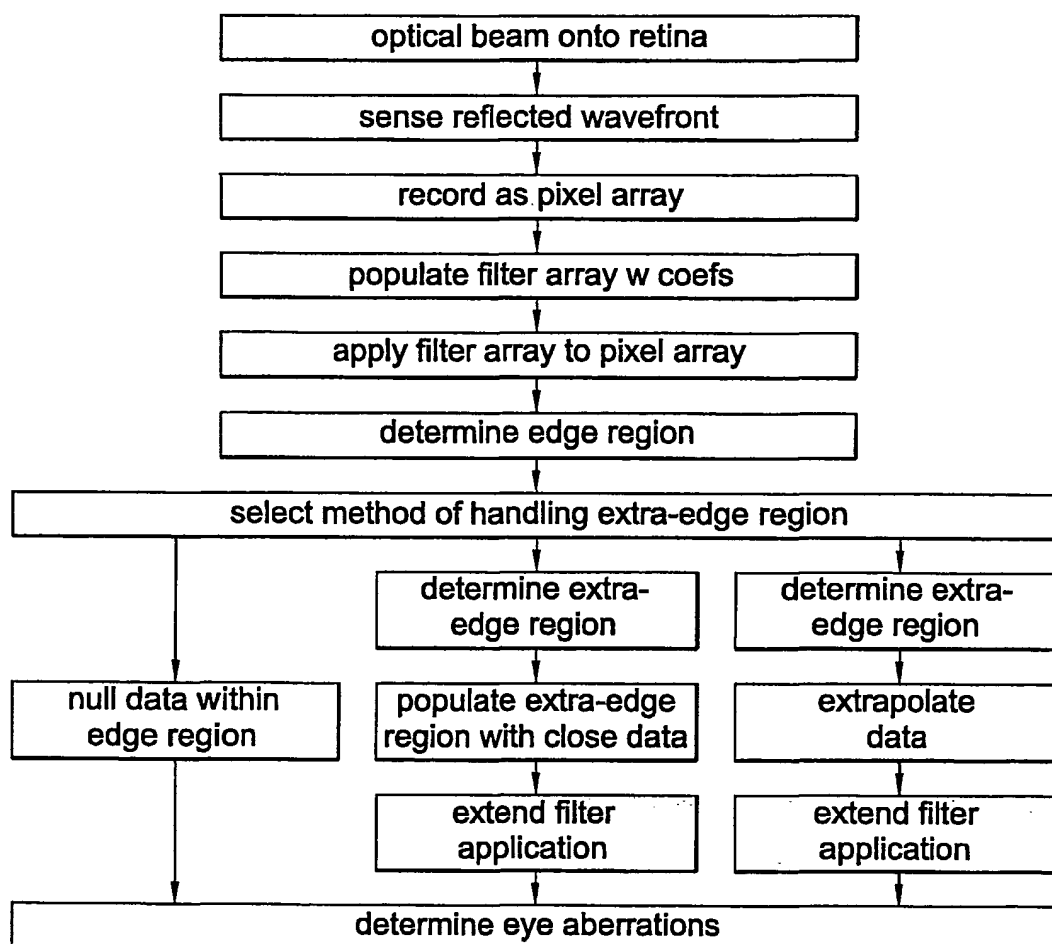 optical beam onto retina
sense reflected wavefront
record as pixel array
populate filter array w coefs
apply filter array to pixel array
determine edge region
select method of handling extra-edge region
null data within
edge region
determine extra-
edge region
populate extra-edge
region with close data
extend filter
application
determine extra-
edge region
extrapolate
data
extend filter
application
determine eye aberrations